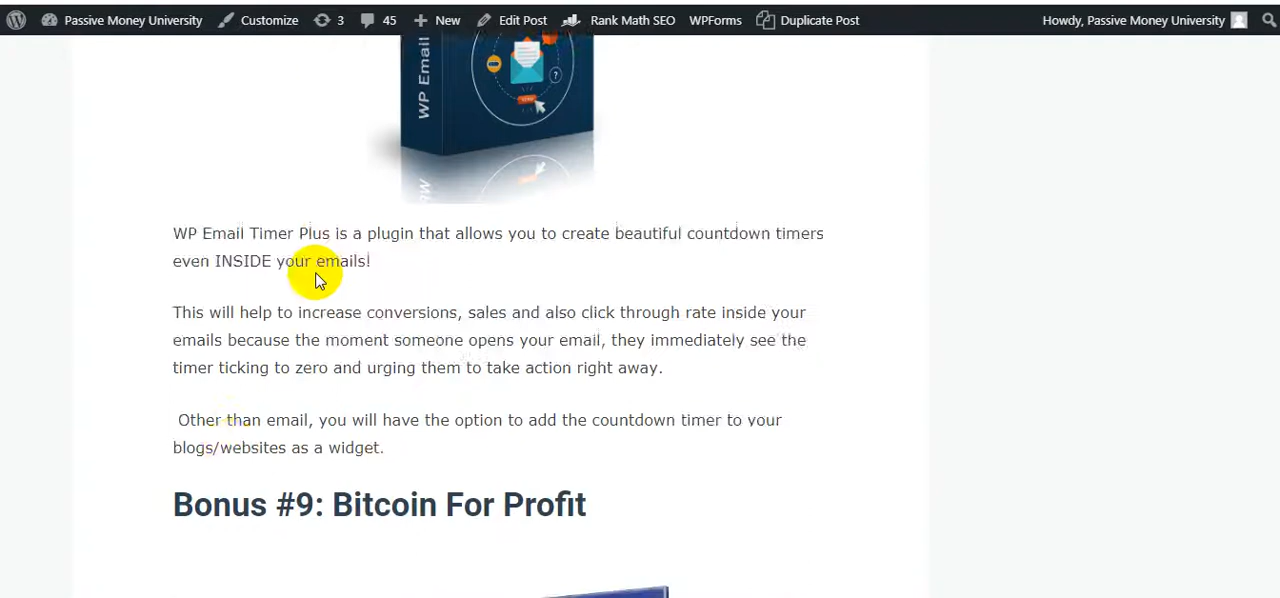 Passive Money University Customize 3 45 New Edit Post Rank Math SEO WPForms Duplicate Post Howdy, Passive Money University
WP Email
?
WP Email Timer Plus is a plugin that allows you to create beautiful countdown timers
even INSIDE your emails!
This will help to increase conversions, sales and also click through rate inside your
emails because the moment someone opens your email, they immediately see the
timer ticking to zero and urging them to take action right away.
Other than email, you will have the option to add the countdown timer to your
blogs/websites as a widget.
Bonus #9: Bitcoin For Profit